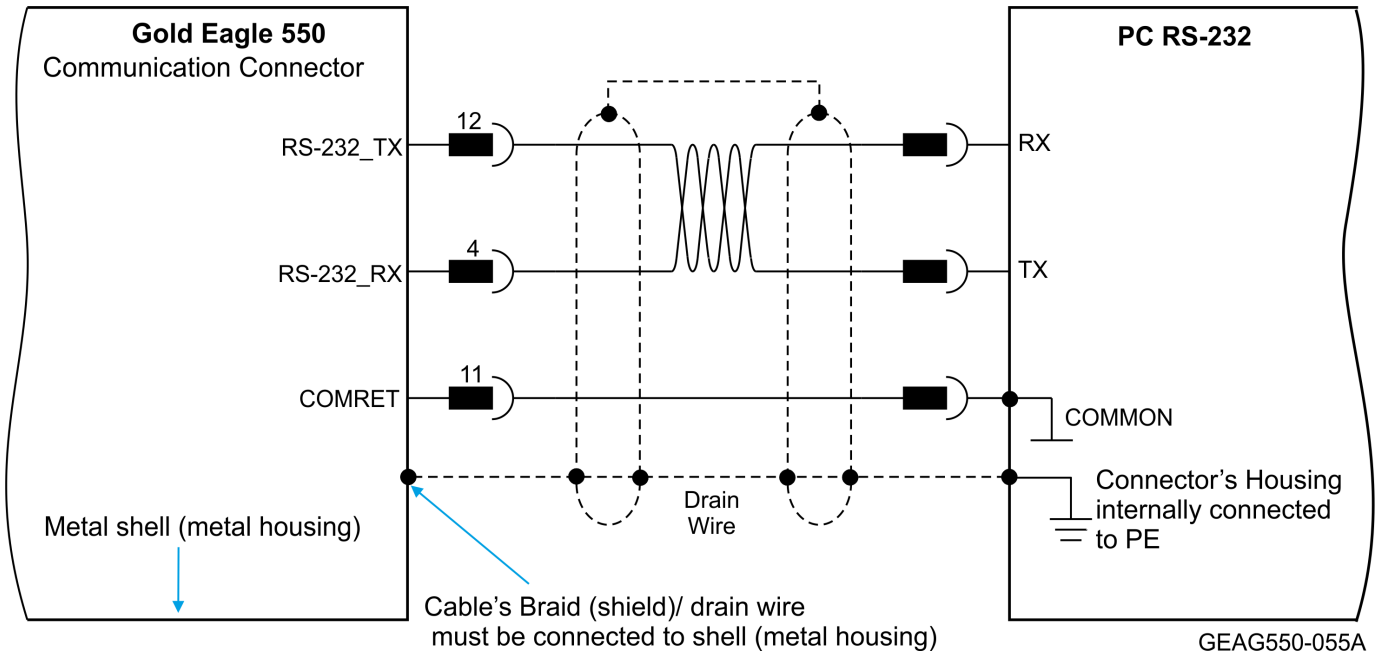 Gold Eagle 550
Communication Connector
PC RS-232
12
RS-232_TX
RX
4
RS-232_RX
TX
11
COMRET
COMMON
Drain
Wire
Connector's Housing
internally connected
to PE
Metal shell (metal housing)
Cable's Braid (shield)/ drain wire
must be connected to shell (metal housing)
GEAG550-055A